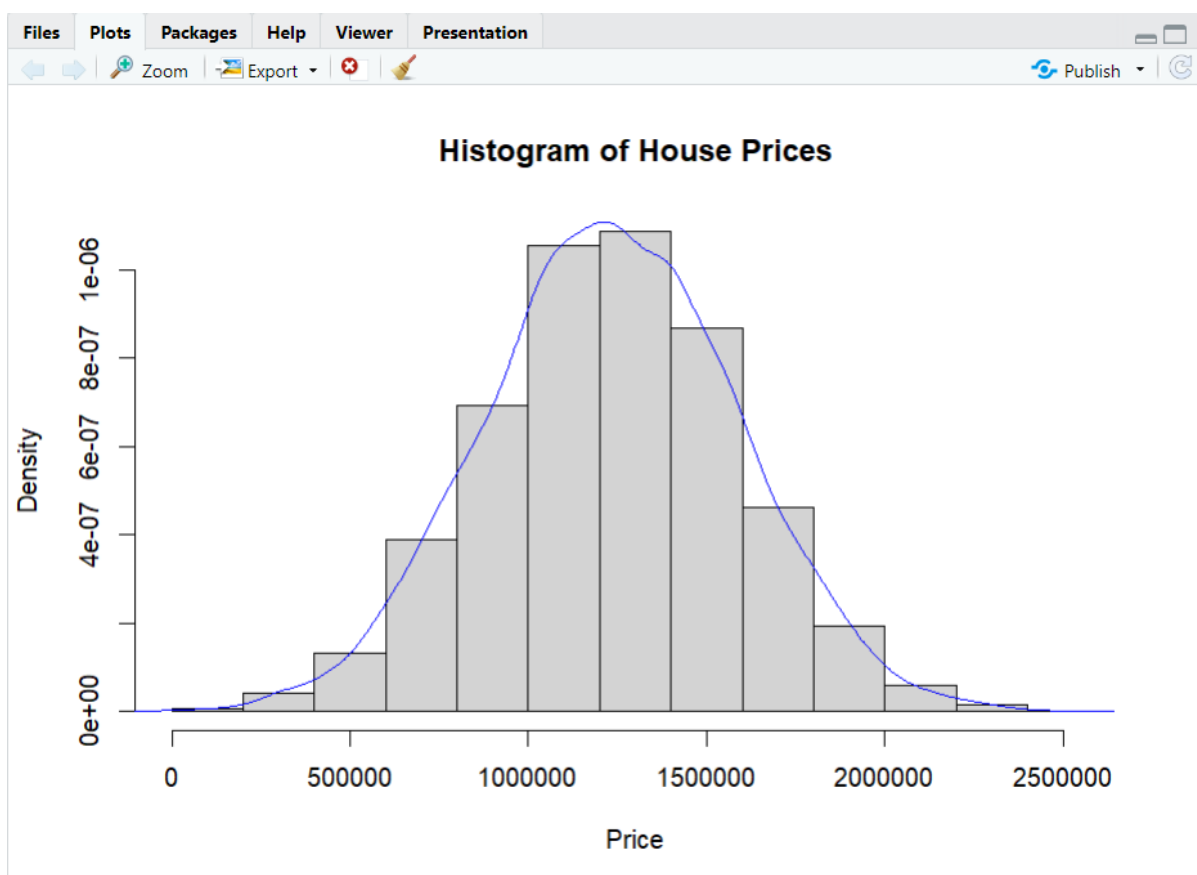 Files Plots Packages Help Viewer Presentation
Zoom Export Publish
Histogram of House Prices
Density
1e-06
8e-07
6e-07
4e-07
0e+00
0 500000 1000000 1500000 2000000 2500000
Price